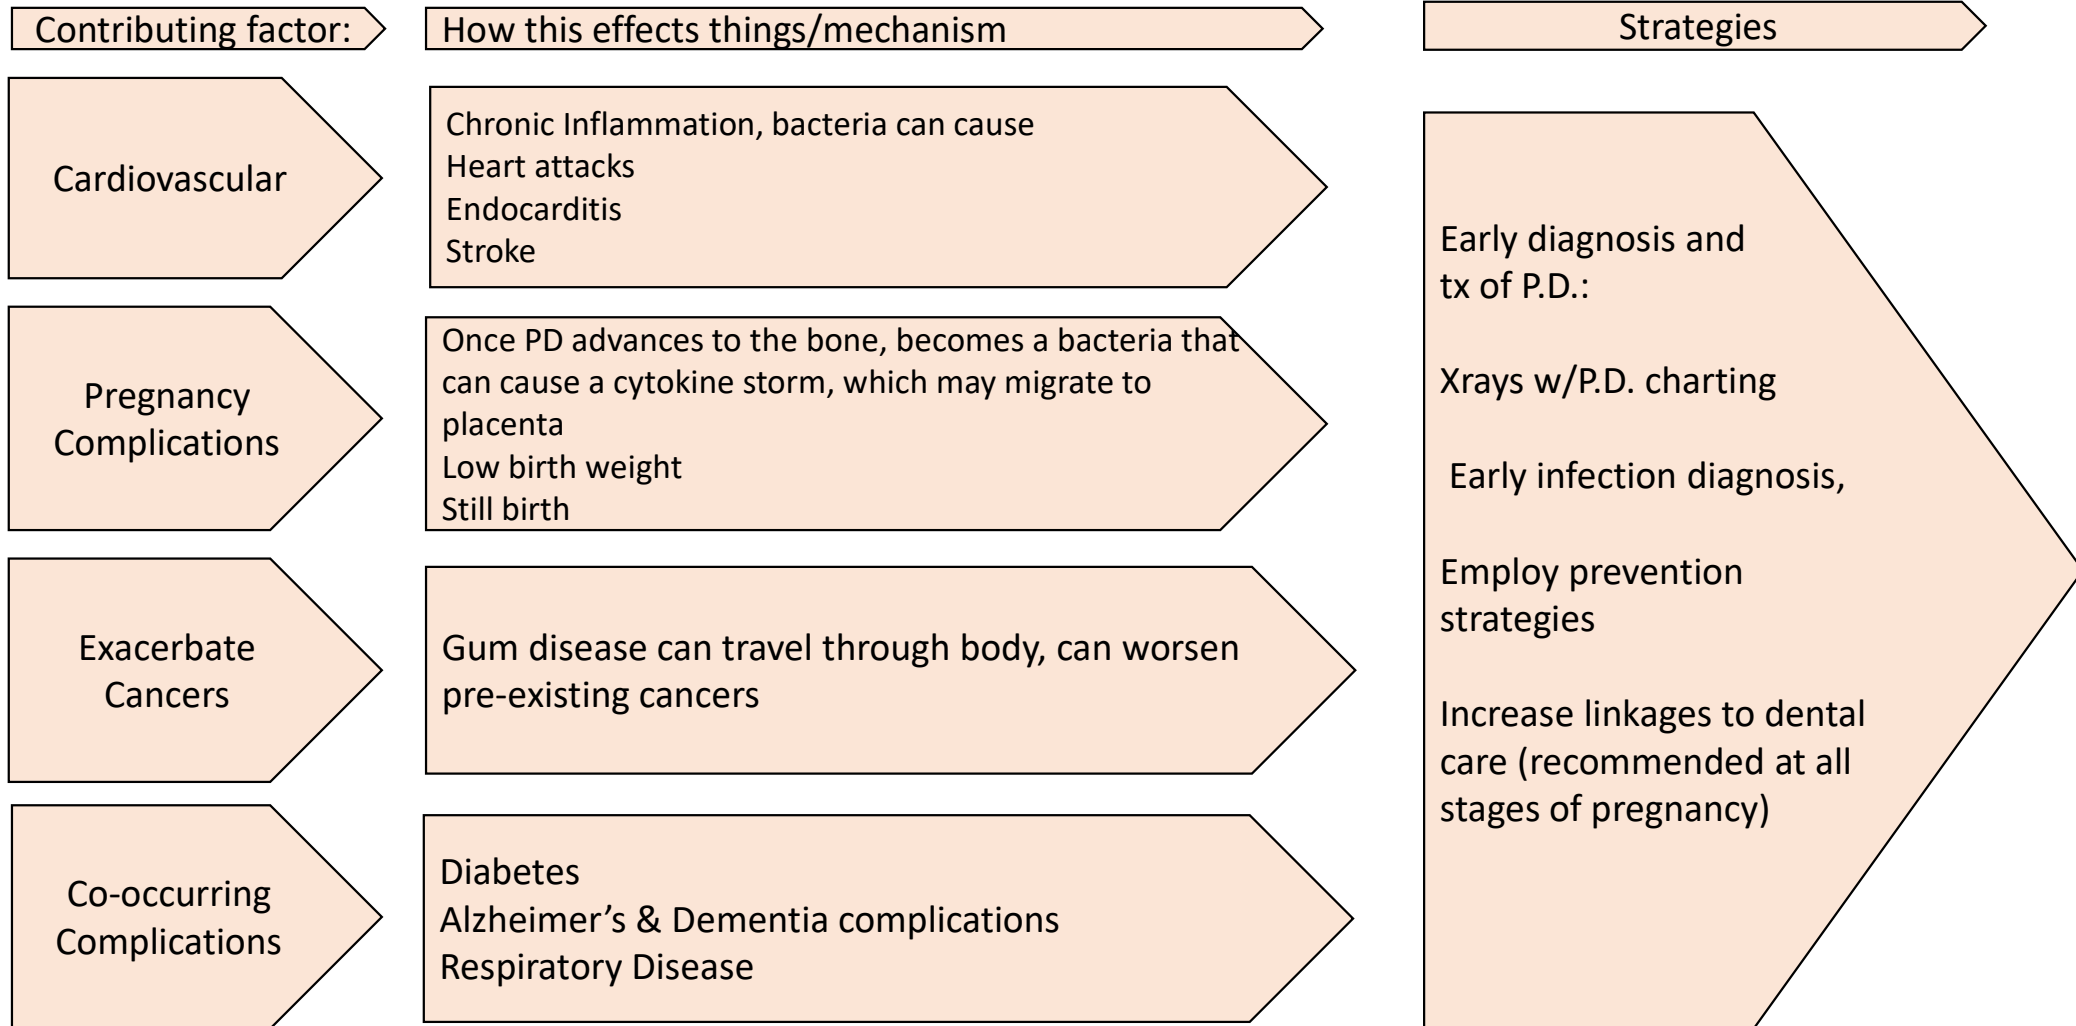 Contributing factor:
How this effects things/mechanism
Strategies
Cardiovascular
Chronic Inflammation, bacteria can cause
Heart attacks
Endocarditis
Stroke
Pregnancy
Complications
Once PD advances to the bone, becomes a bacteria that
can cause a cytokine storm, which may migrate to
placenta
Low birth weight
Still birth
Exacerbate
Cancers
Gum disease can travel through body, can worsen
pre-existing cancers
Co-occurring
Complications
Diabetes
Alzheimer’s & Dementia complications
Respiratory Disease
Early diagnosis and
tx of P.D.:
Xrays w/P.D. charting
Early infection diagnosis,
Employ prevention
strategies
Increase linkages to dental
care (recommended at all
stages of pregnancy)